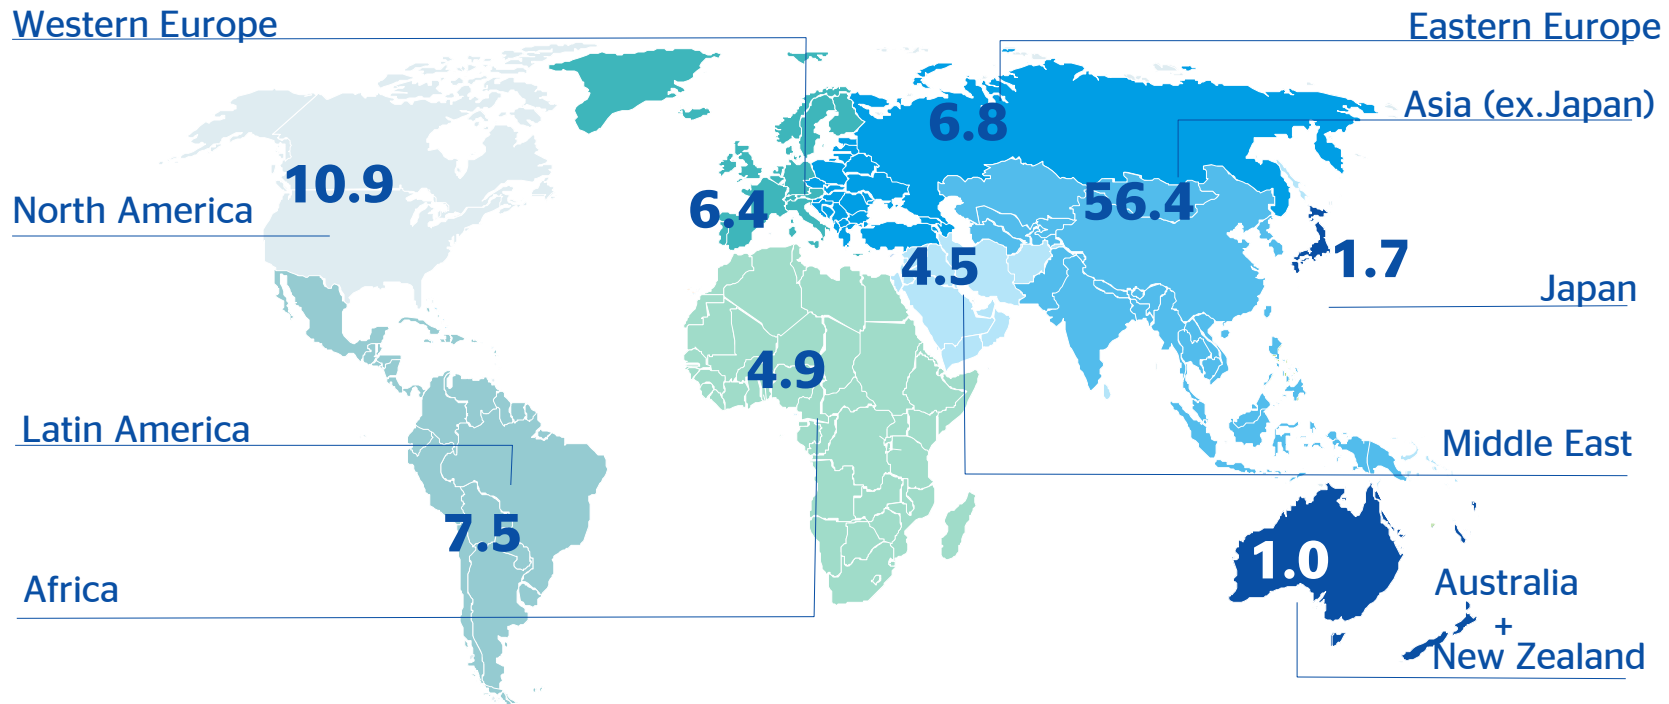 Western Europe
Eastern Europe
Asia (ex.Japan)
6.8
10.9
North America
6.4
56.4
4.5
1.7
Japan
4.9
Latin America
Middle East
7.5
1.0
Africa
Australia
+
New Zealand